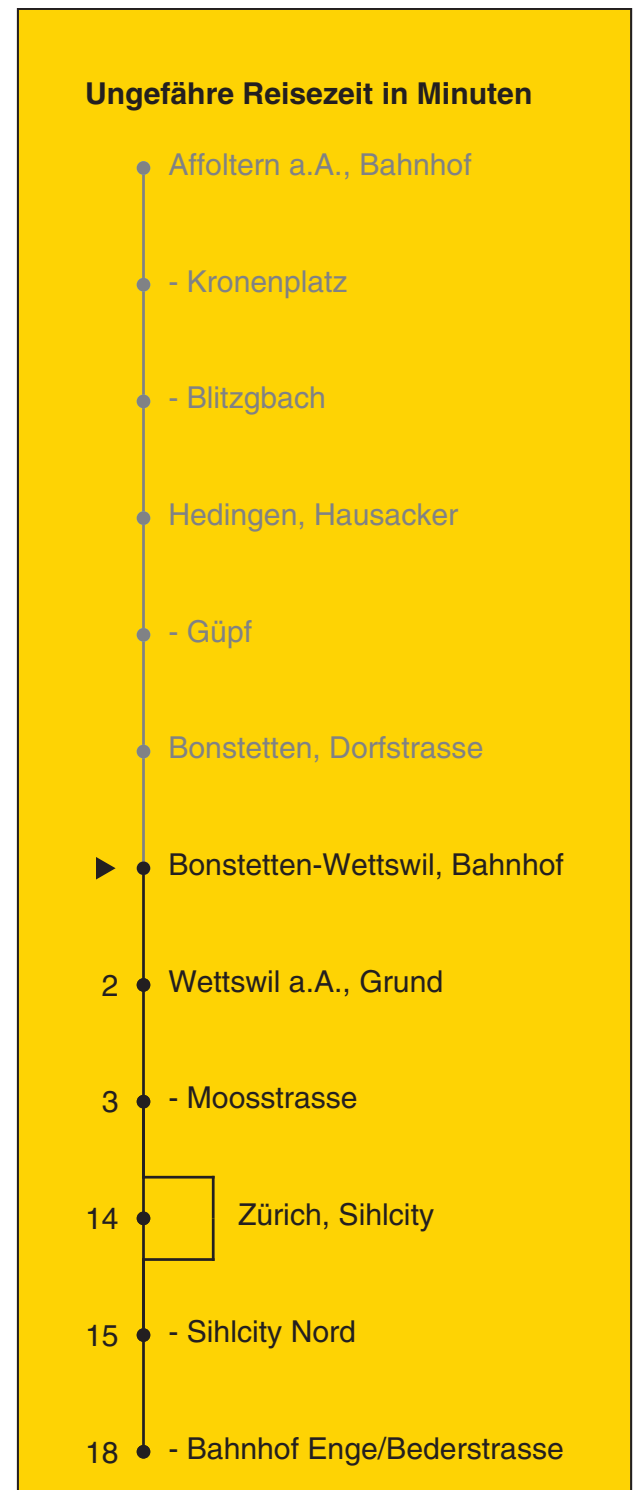 Ungefähre Reisezeit in Minuten
Affoltern a.A., Bahnhof
- Kronenplatz
- Blitzgbach
Hedingen, Hausacker
- Güpf
Bonstetten, Dorfstrasse
Bonstetten-Wettswil, Bahnhof
2 Wettswil a.A., Grund
3 - Moosstrasse
14 Zürich, Sihlcity
15 - Sihlcity Nord
18 - Bahnhof Enge/Bederstrasse